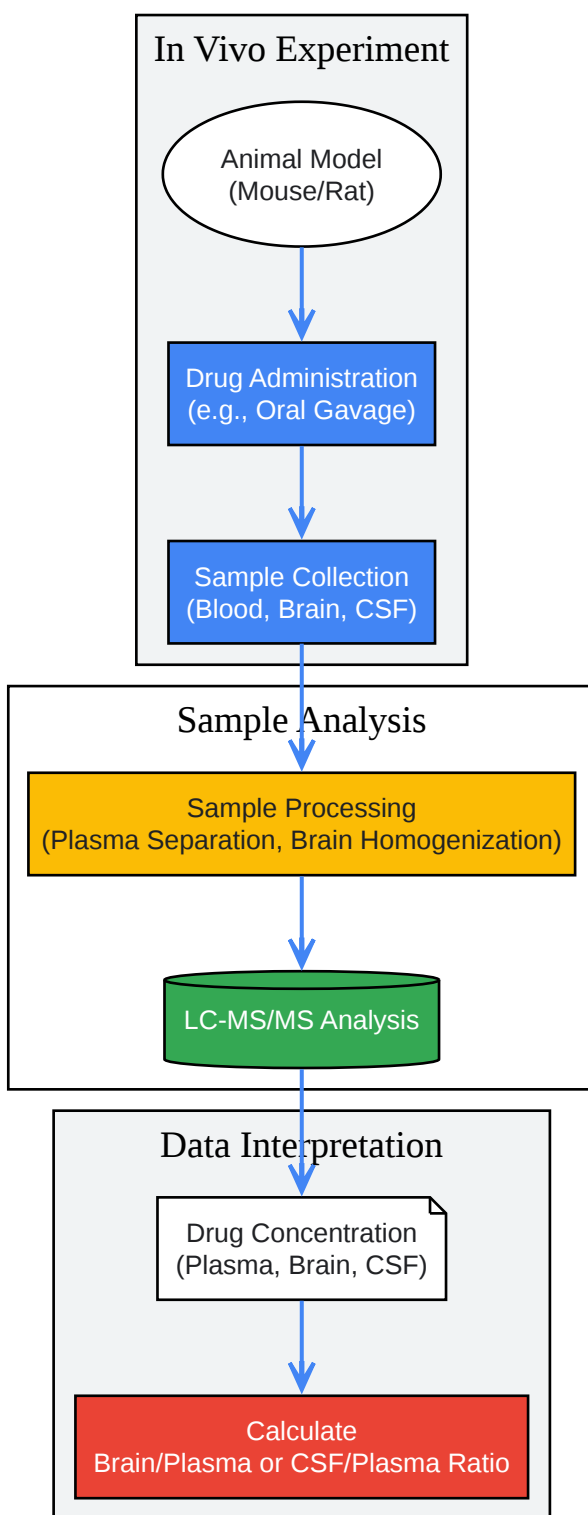 In Vivo Experiment
Animal Model
(Mouse/Rat)
Drug Administration
(e.g., Oral Gavage)
Sample Collection
(Blood, Brain, CSF)
Sample Analysis
Sample Processing
(Plasma Separation, Brain Homogenization)
LC-MS/MS Analysis
Data Interpretation
Drug Concentration
(Plasma, Brain, CSF)
Calculate
Brain/Plasma or CSF/Plasma Ratio